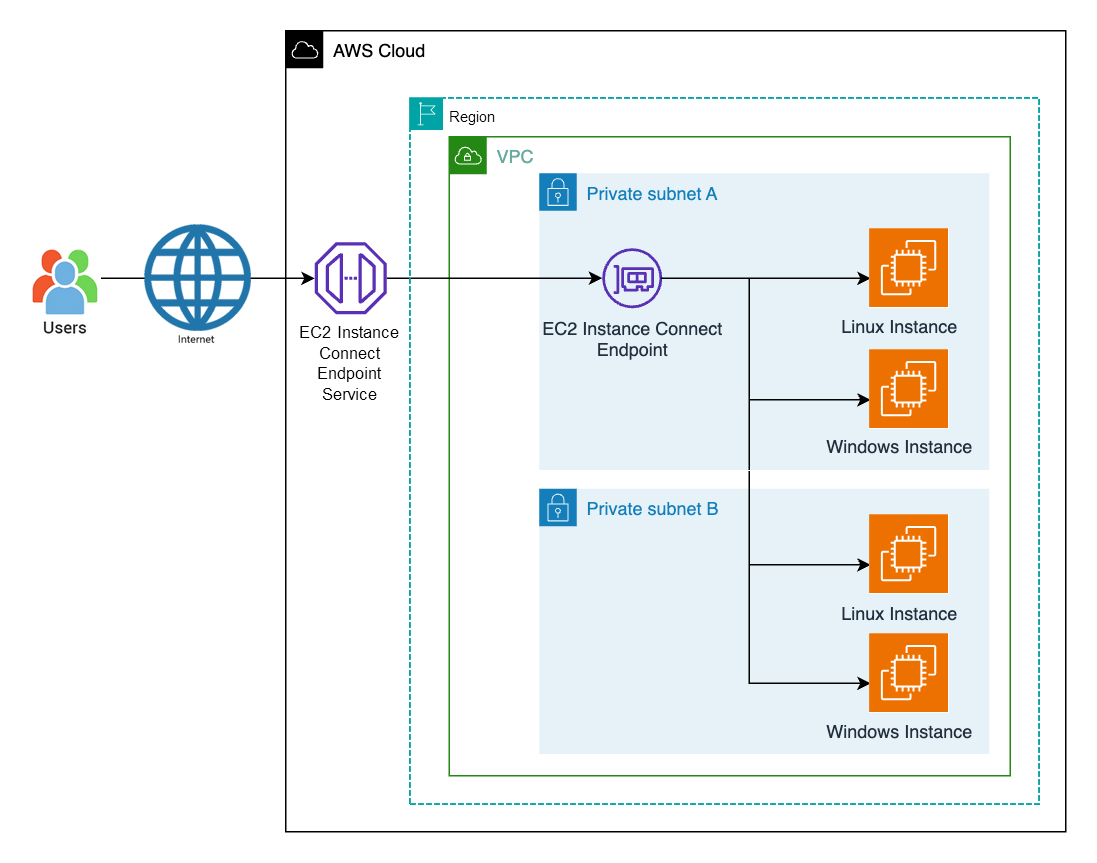 AWS Cloud
Region
VPC
Private subnet A
Users
Internet
EC2 Instance
Connect
Endpoint
Service
EC2 Instance Connect
Endpoint
Linux Instance
Windows Instance
Private subnet B
Linux Instance
Windows Instance